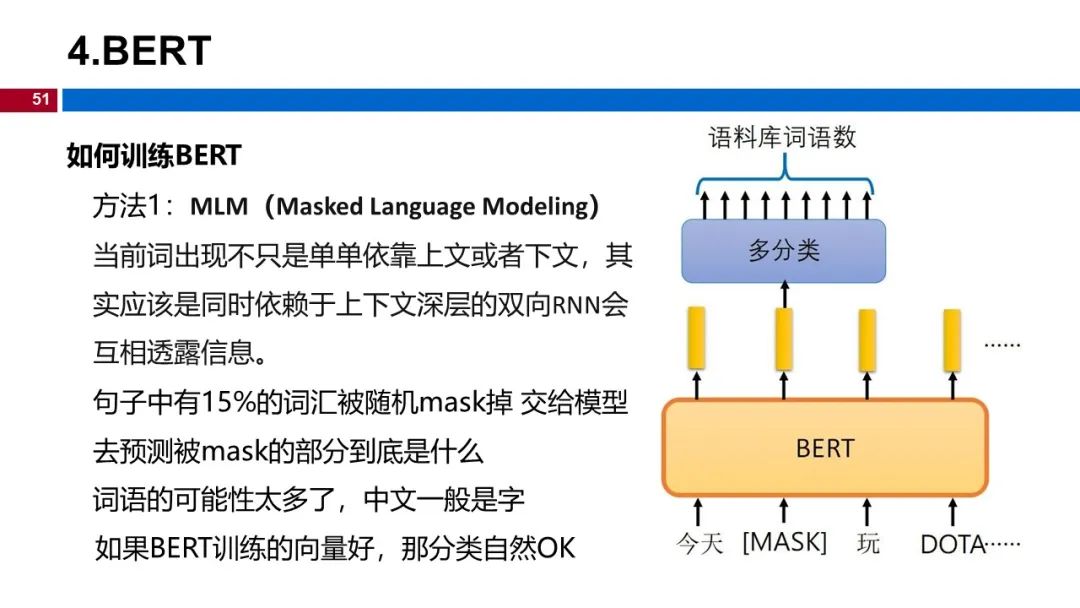 4.BERT
51
如何训练BERT
方法1：MLM（Masked Language Modeling）
当前词出现不只是单单依靠上文或者下文，其
实应该是同时依赖于上下文深层的双向RNN会
互相透露信息。
句子中有15%的词汇被随机mask掉 交给模型
去预测被mask的部分到底是什么
词语的可能性太多了，中文一般是字
如果BERT训练的向量好，那分类自然OK
语料库词语数
多分类
……
BERT
今天 [MASK] 玩 DOTA……